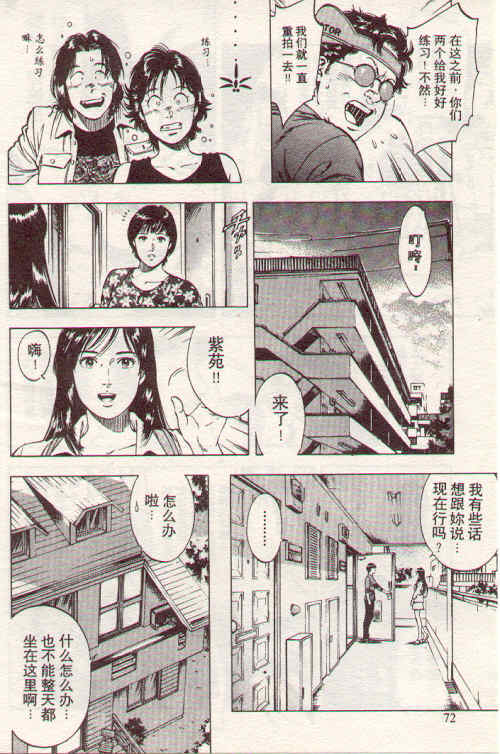 在这之前，你们
两个给我好好
练习！不然…
我们就一直
重拍一去！！
TOR
练习…
怎么练习
嘛…
叮咚！
来了！
紫苑！！
嗨！
我有些话
想跟妳说…
现在行吗？
………
怎么办
啦…
什么怎么办…
也不能整天都
坐在这里啊…
72